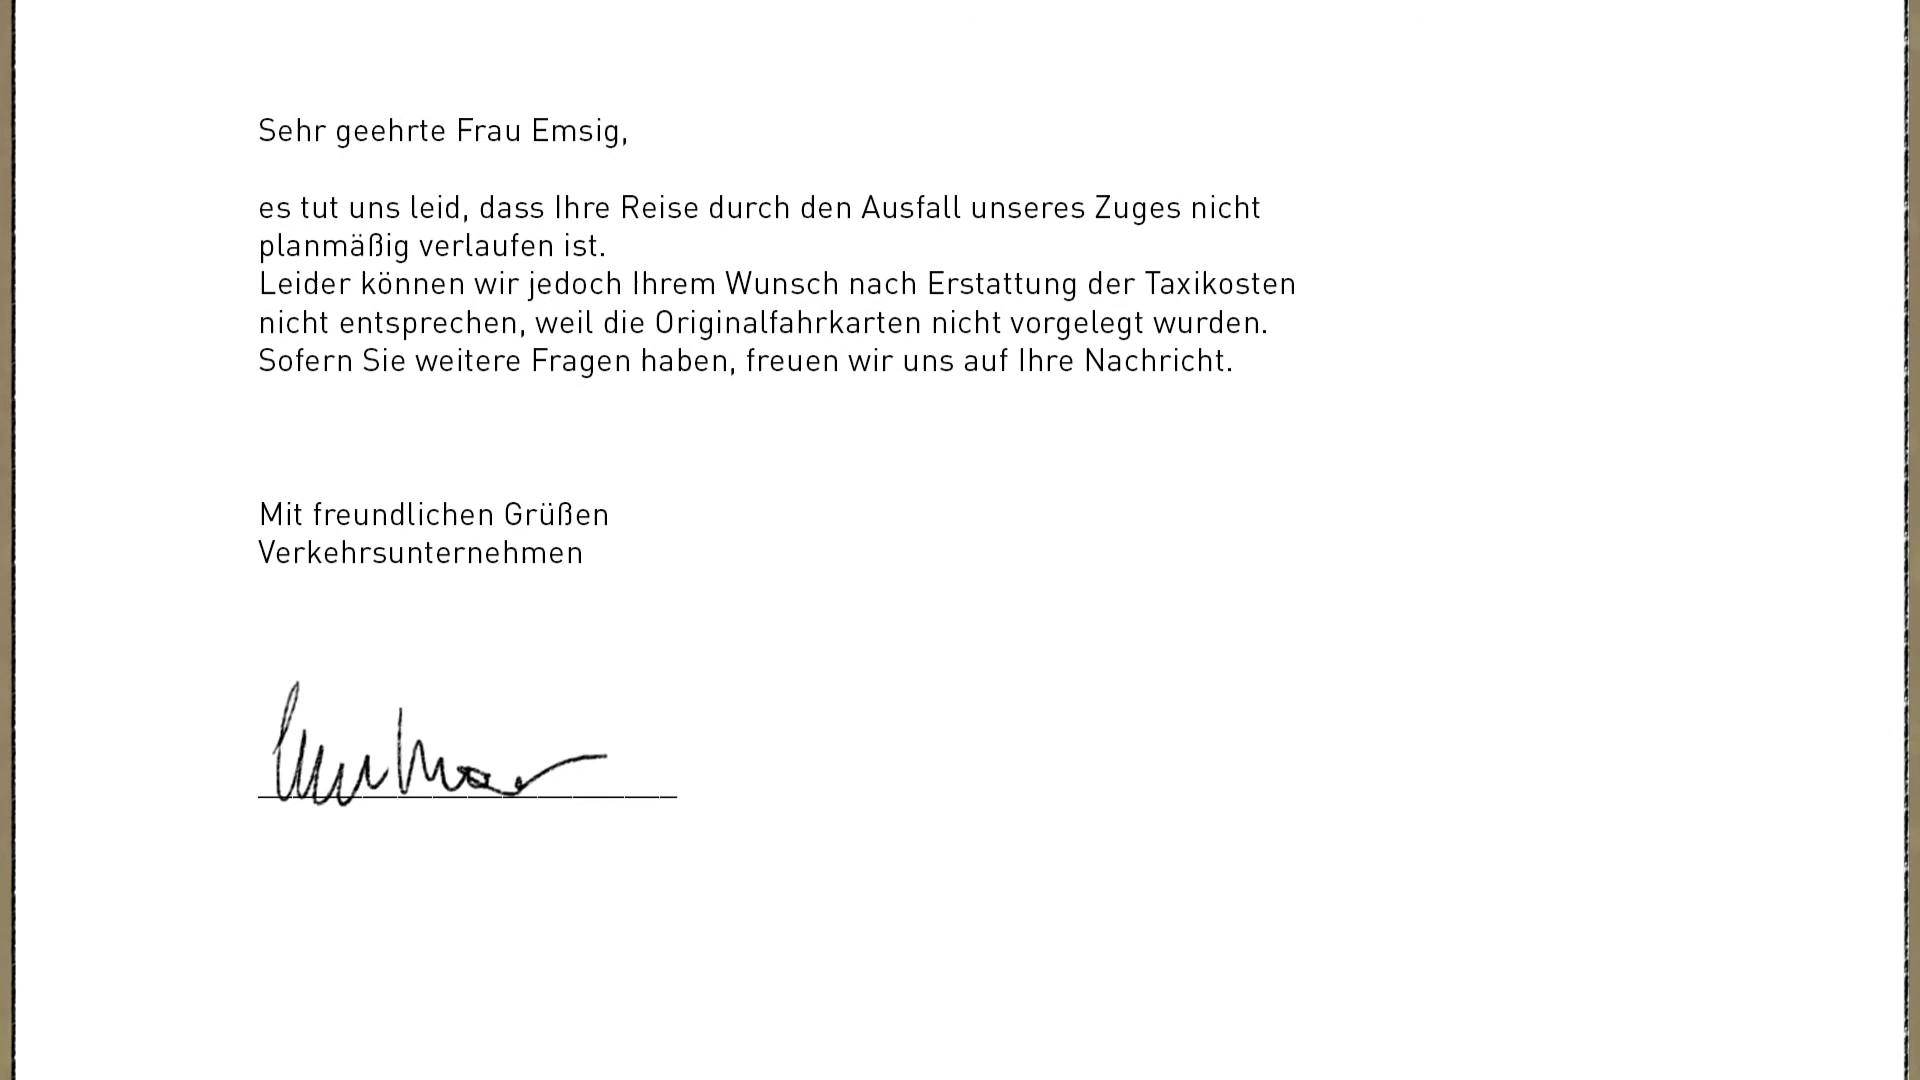 Sehr geehrte Frau Emsig,
es tut uns leid, dass Ihre Reise durch den Ausfall unseres Zuges nicht
planmäßig verlaufen ist.
Leider können wir jedoch Ihrem Wunsch nach Erstattung der Taxikosten
nicht entsprechen, weil die Originalfahrkarten nicht vorgelegt wurden.
Sofern Sie weitere Fragen haben, freuen wir uns auf Ihre Nachricht.
Mit freundlichen Grüßen
Verkehrsunternehmen